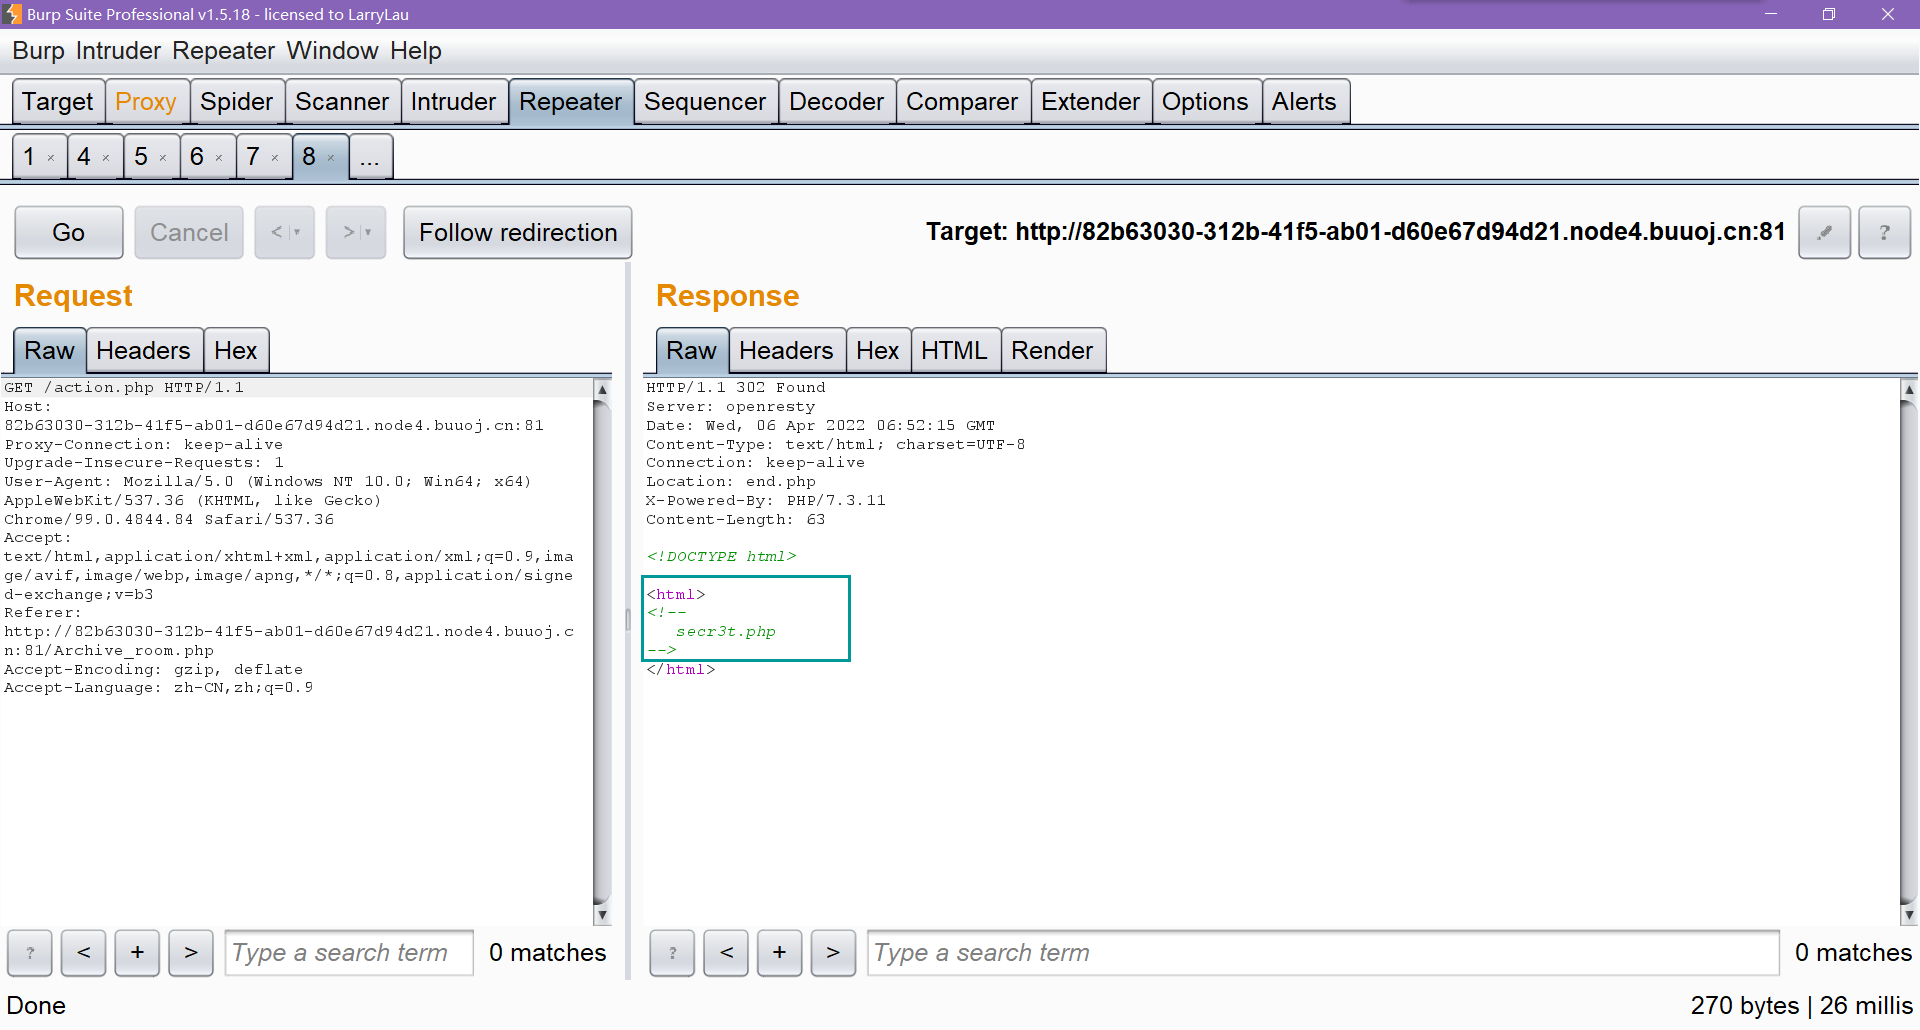 Burp Suite Professional v1.5.18 - licensed to LarryLau
Burp Intruder Repeater Window Help
Target Proxy Spider Scanner Intruder Repeater Sequencer Decoder Comparer Extender Options Alerts
1 × 4 × 5 × 6 × 7 × 8 × ...
Go Cancel < > Follow redirection Target: http://82b63030-312b-41f5-ab01-d60e67d94d21.node4.buuoj.cn:81 ?
Request
Raw Headers Hex
GET /action.php HTTP/1.1
Host:
82b63030-312b-41f5-ab01-d60e67d94d21.node4.buuoj.cn:81
Proxy-Connection: keep-alive
Upgrade-Insecure-Requests: 1
User-Agent: Mozilla/5.0 (Windows NT 10.0; Win64; x64)
AppleWebKit/537.36 (KHTML, like Gecko)
Chrome/99.0.4844.84 Safari/537.36
Accept:
text/html,application/xhtml+xml,application/xml;q=0.9,ima
ge/avif,image/webp,image/apng,*/*;q=0.8,application/signe
d-exchange;v=b3
Referer:
http://82b63030-312b-41f5-ab01-d60e67d94d21.node4.buuoj.c
n:81/Archive_room.php
Accept-Encoding: gzip, deflate
Accept-Language: zh-CN,zh;q=0.9
? < + > Type a search term 0 matches
Response
Raw Headers Hex HTML Render
HTTP/1.1 302 Found
Server: openresty
Date: Wed, 06 Apr 2022 06:52:15 GMT
Content-Type: text/html; charset=UTF-8
Connection: keep-alive
Location: end.php
X-Powered-By: PHP/7.3.11
Content-Length: 63
<!DOCTYPE html>
<html>
<!--
secr3t.php
-->
</html>
? < + > Type a search term 0 matches
Done 270 bytes | 26 millis